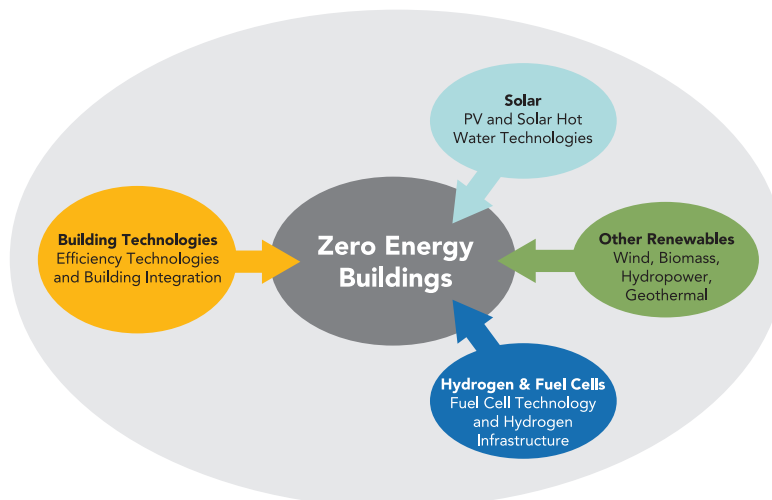 Solar
PV and Solar Hot
Water Technologies
Building Technologies
Efficiency Technologies
and Building Integration
Zero Energy
Buildings
Other Renewables
Wind, Biomass,
Hydropower,
Geothermal
Hydrogen & Fuel Cells
Fuel Cell Technology
and Hydrogen
Infrastructure